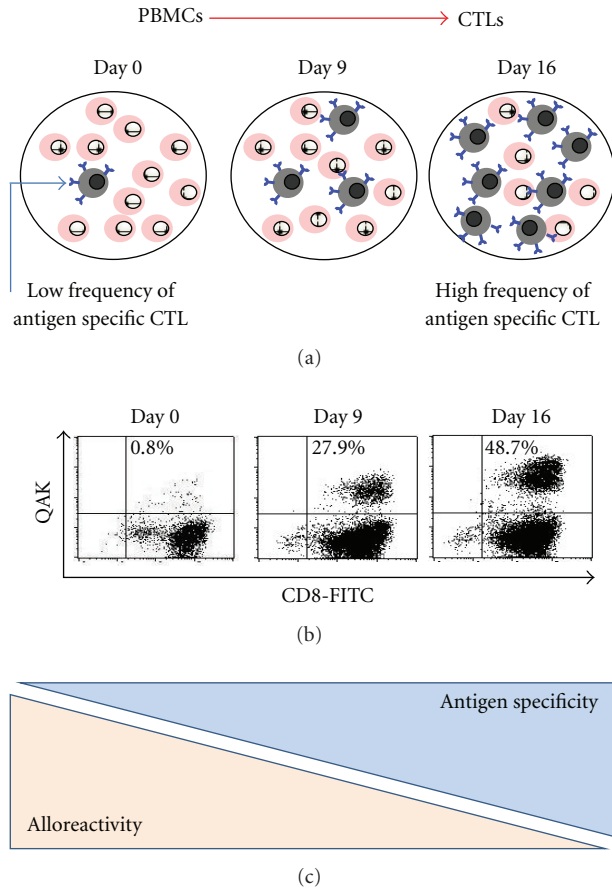 PBMCs CTLs
Day 0 Day 9 Day 16
Low frequency of
antigen specific CTL
High frequency of
antigen specific CTL
(a)
Day 0 Day 9 Day 16
0.8% 27.9% 48.7%
QAK
CD8-FITC
(b)
Antigen specificity
Alloreactivity
(c)